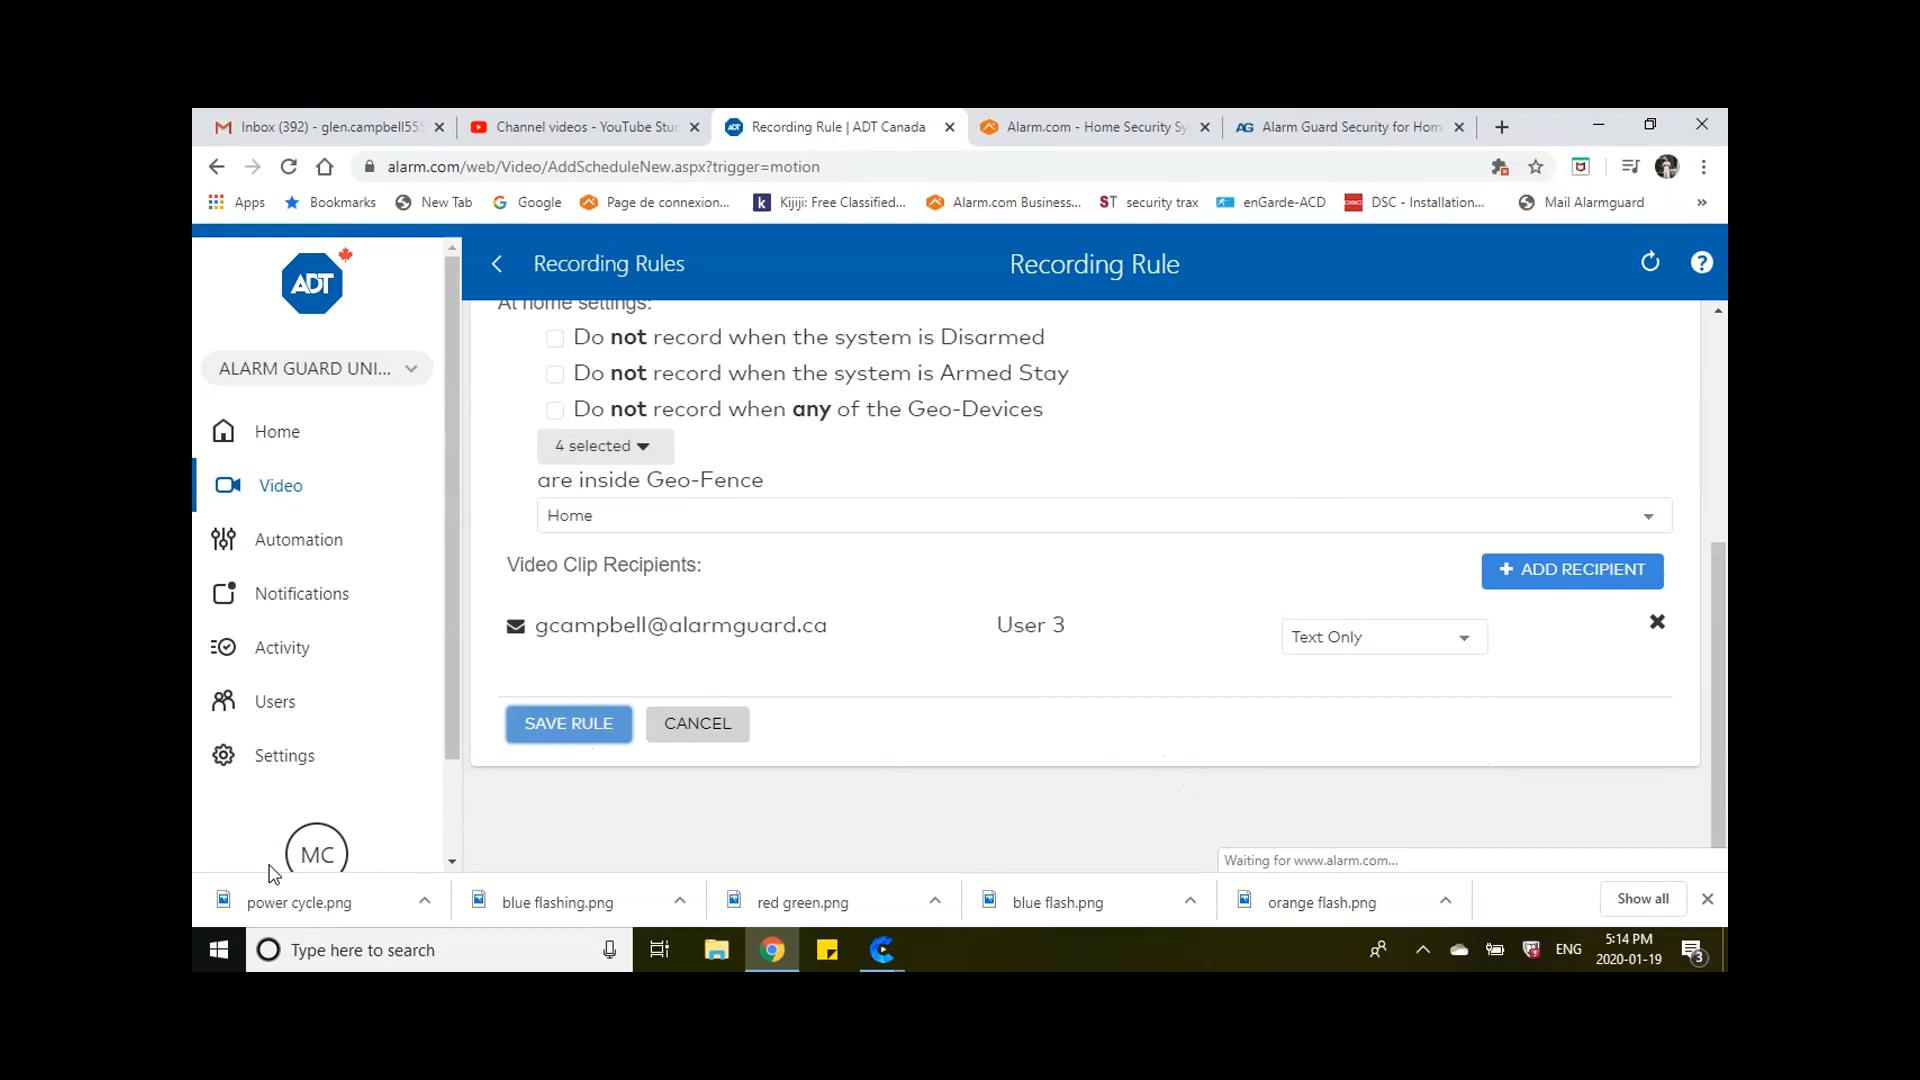 Inbox (392) - glen.campbell555
Channel videos - YouTube Stu
Recording Rule | ADT Canada
Alarm.com - Home Security Sy
AG Alarm Guard Security for Hom
alarm.com/web/Video/AddScheduleNew.aspx?trigger=motion
Apps
Bookmarks
New Tab
Google
Page de connexion...
k Kijiji: Free Classified...
Alarm.com Business...
ST security trax
enGarde-ACD
DSC - Installation...
Mail Alarmguard
»
ADT
ALARM GUARD UNI...
Home
Video
Automation
Notifications
Activity
Users
Settings
MC
Recording Rules
Recording Rule
At home settings:
Do not record when the system is Disarmed
Do not record when the system is Armed Stay
Do not record when any of the Geo-Devices
4 selected
are inside Geo-Fence
Home
Video Clip Recipients:
+ ADD RECIPIENT
gcampbell@alarmguard.ca
User 3
Text Only
SAVE RULE
CANCEL
Waiting for www.alarm.com...
power cycle.png
blue flashing.png
red green.png
blue flash.png
orange flash.png
Show all
Type here to search
ENG
5:14 PM
2020-01-19
3